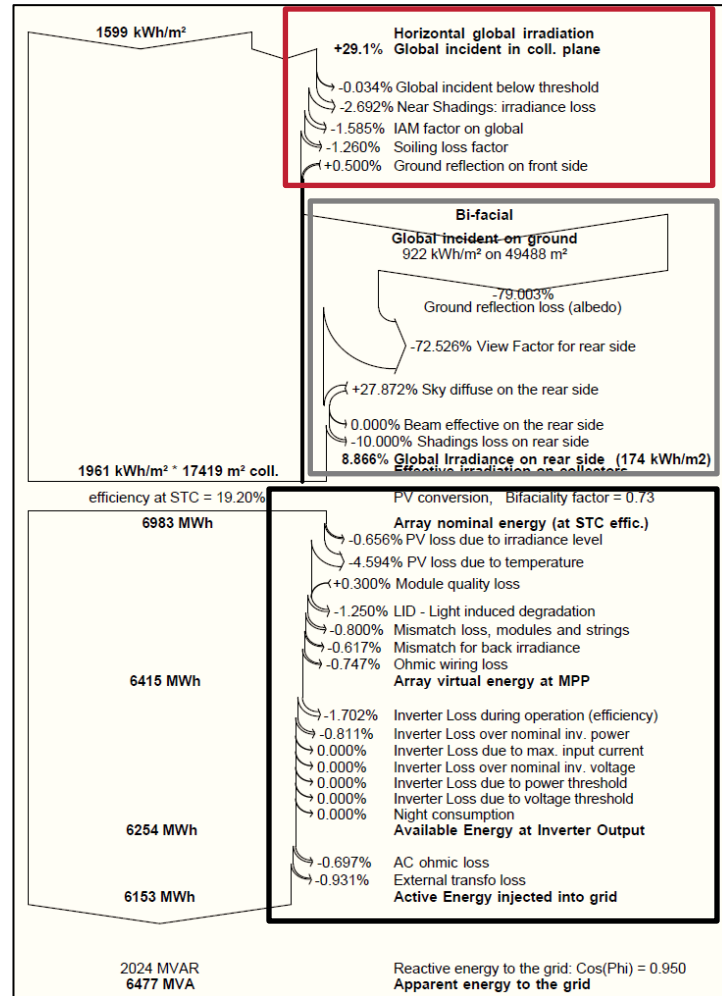 1599 kWh/m² Horizontal global irradiation
+29.1% Global incident in coll. plane
-0.034% Global incident below threshold
-2.692% Near Shadings: irradiance loss
-1.585% IAM factor on global
-1.260% Soiling loss factor
+0.500% Ground reflection on front side
Bi-facial
Global incident on ground
922 kWh/m² on 49488 m²
-79.003%
Ground reflection loss (albedo)
-72.526% View Factor for rear side
+27.872% Sky diffuse on the rear side
0.000% Beam effective on the rear side
-10.000% Shadings loss on rear side
8.866% Global Irradiance on rear side (174 kWh/m2)
1961 kWh/m² * 17419 m² coll. Effective irradiation on collectors
efficiency at STC = 19.20% PV conversion, Bifaciality factor = 0.73
6983 MWh Array nominal energy (at STC effic.)
-0.656% PV loss due to irradiance level
-4.594% PV loss due to temperature
+0.300% Module quality loss
-1.250% LID - Light induced degradation
-0.800% Mismatch loss, modules and strings
-0.617% Mismatch for back irradiance
-0.747% Ohmic wiring loss
6415 MWh Array virtual energy at MPP
-1.702% Inverter Loss during operation (efficiency)
-0.811% Inverter Loss over nominal inv. power
0.000% Inverter Loss due to max. input current
0.000% Inverter Loss over nominal inv. voltage
0.000% Inverter Loss due to power threshold
0.000% Inverter Loss due to voltage threshold
0.000% Night consumption
6254 MWh Available Energy at Inverter Output
-0.697% AC ohmic loss
-0.931% External transfo loss
6153 MWh Active Energy injected into grid
2024 MVAR Reactive energy to the grid: Cos(Phi) = 0.950
6477 MVA Apparent energy to the grid